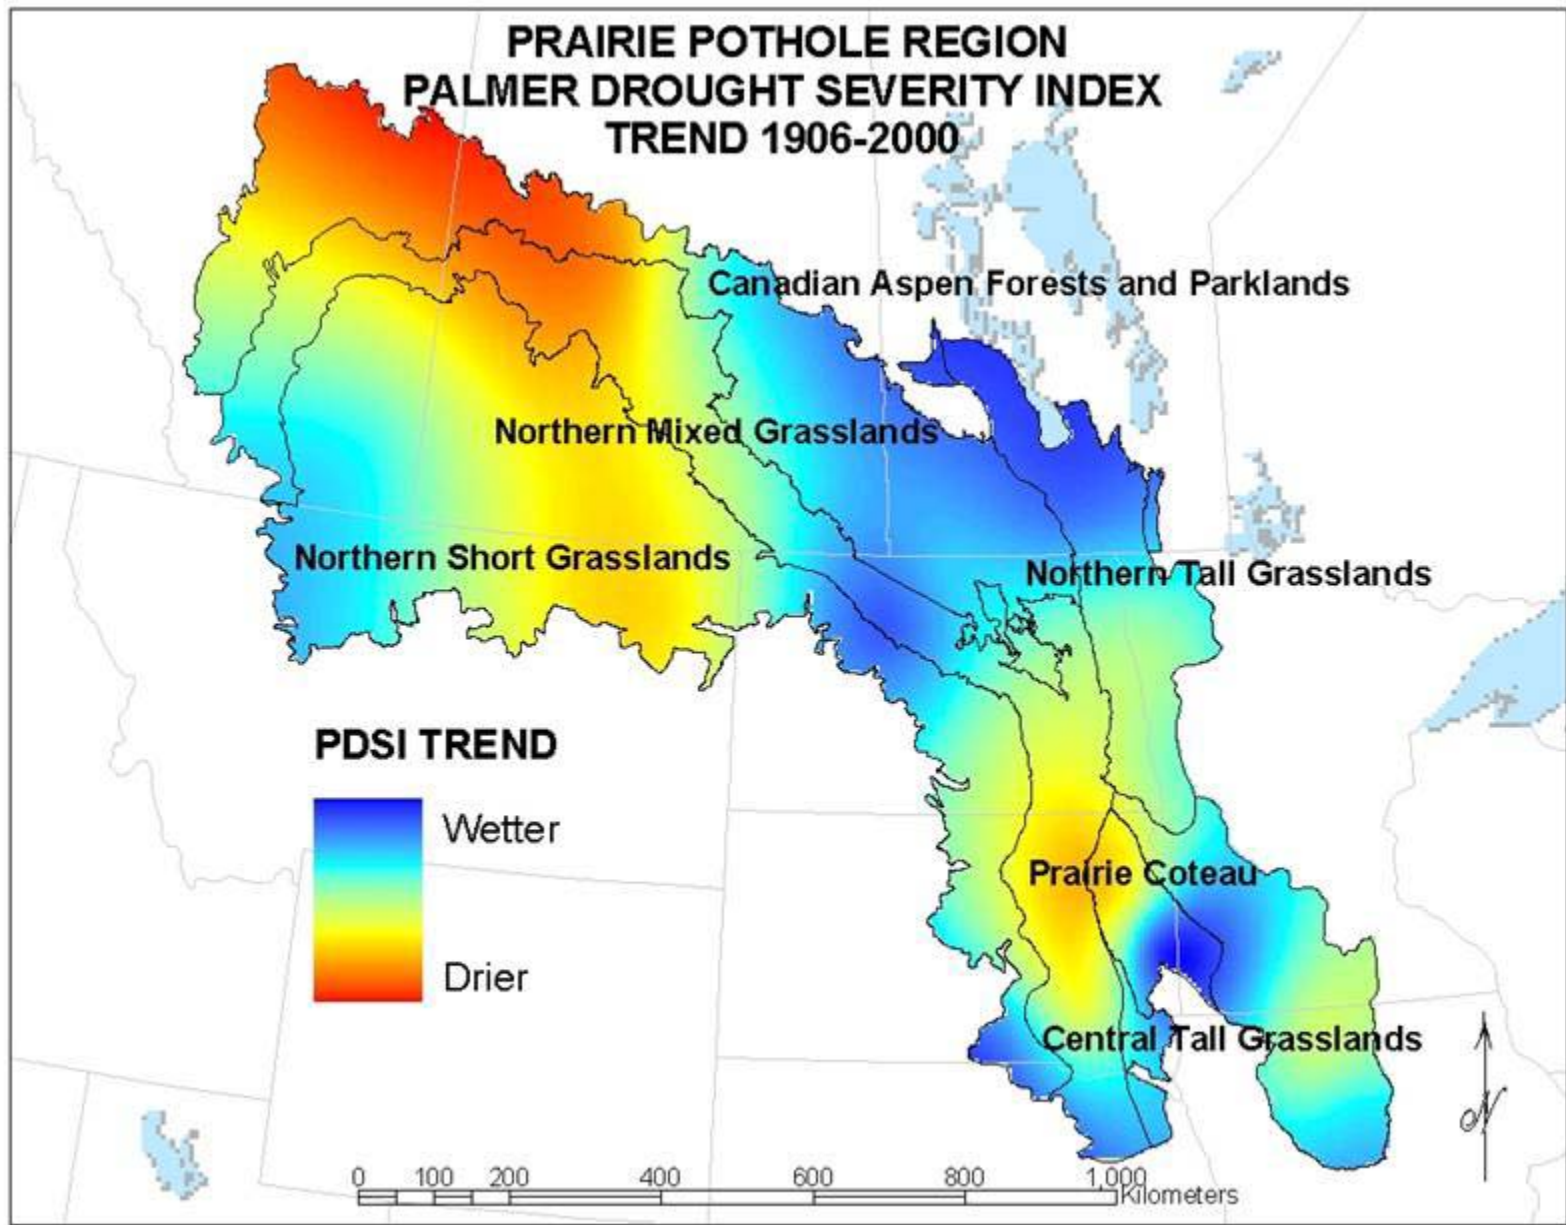 PRAIRIE POTHOLE REGION
PALMER DROUGHT SEVERITY INDEX
TREND 1906-2000
Canadian Aspen Forests and Parklands
Northern Mixed Grasslands
Northern Short Grasslands
Northern Tall Grasslands
PDSI TREND
Wetter
Drier
Prairie Coteau
Central Tall Grasslands
N
0 100 200 400 600 800 1,000
Kilometers